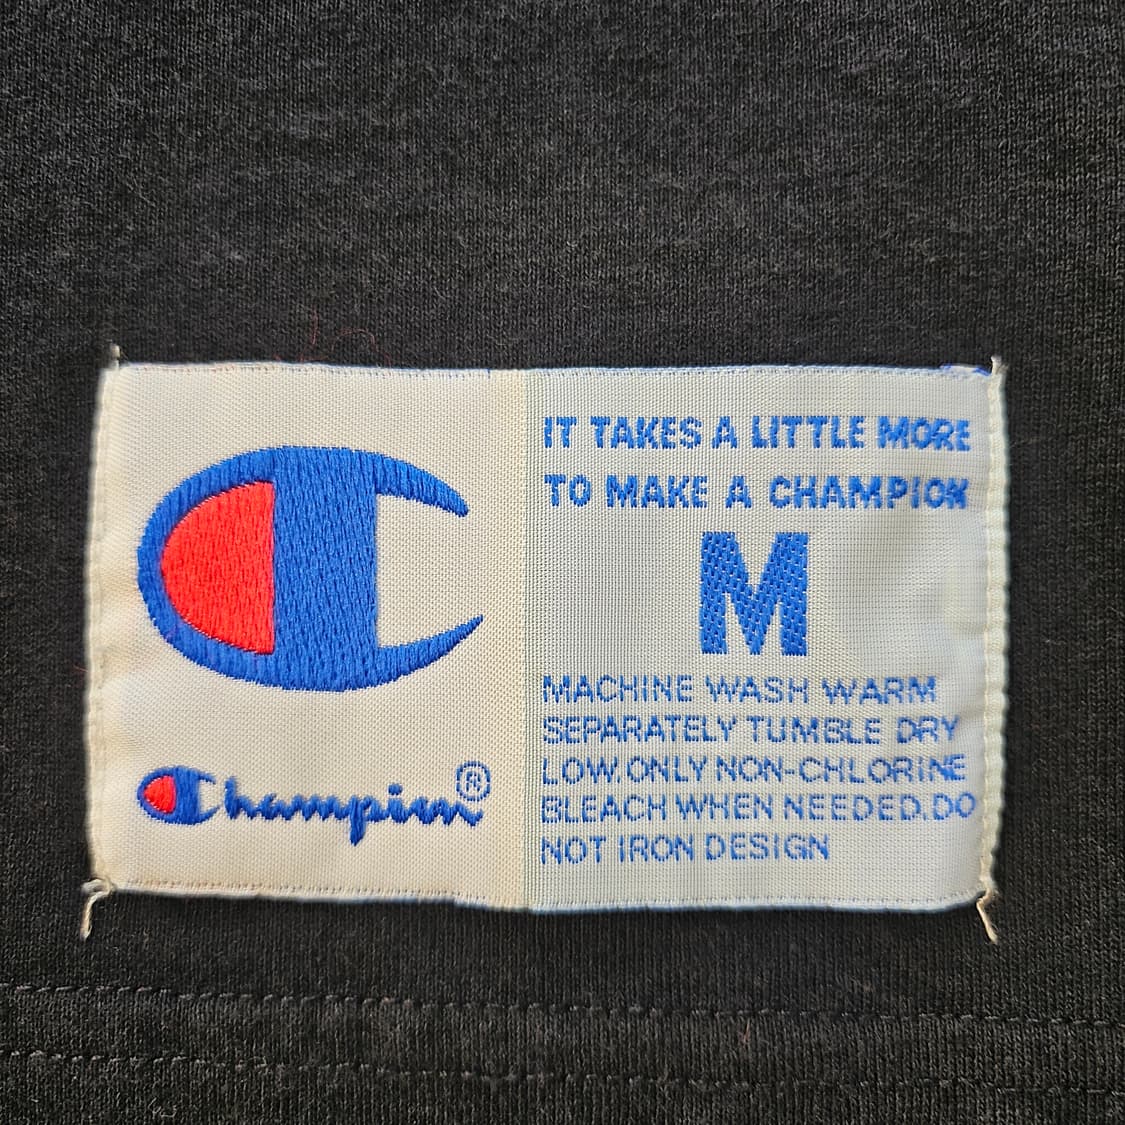 Champion®
IT TAKES A LITTLE MORE
TO MAKE A CHAMPION
M
MACHINE WASH WARM
SEPARATELY TUMBLE DRY
LOW. ONLY NON-CHLORINE
BLEACH WHEN NEEDED. DO
NOT IRON DESIGN